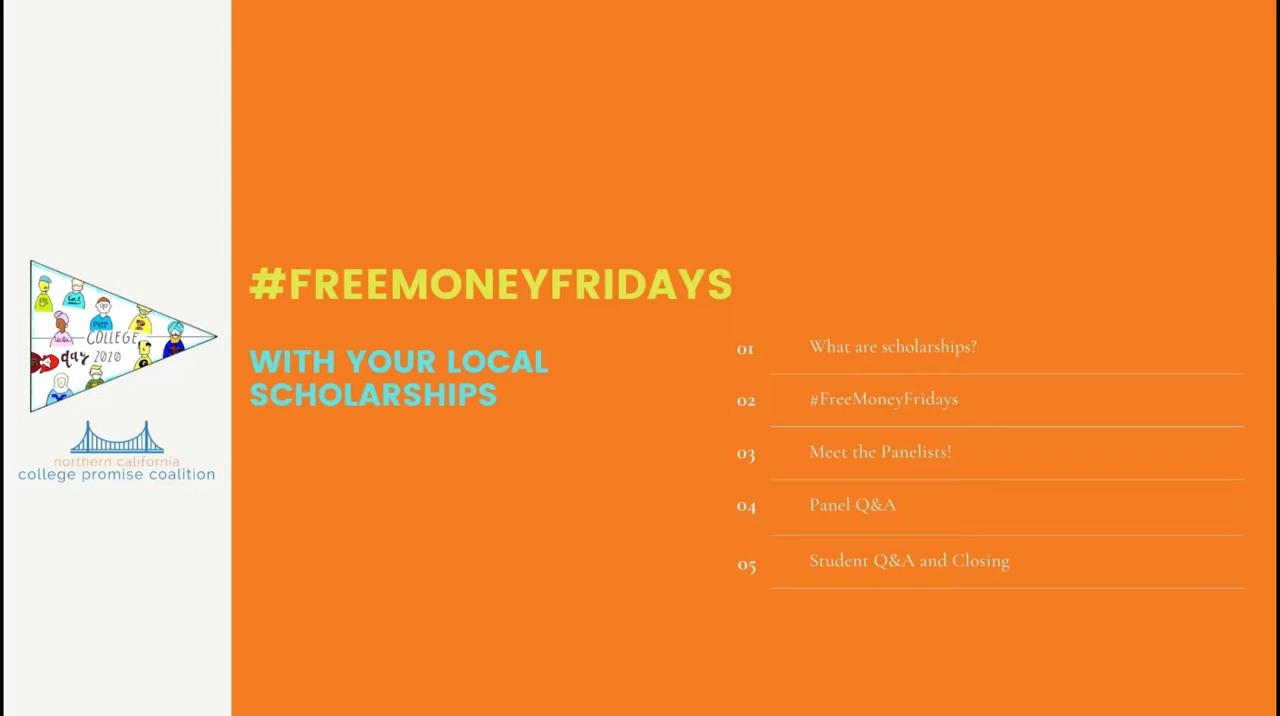 COLLEGE
day 2020
northern california
college promise coalition
#FREEMONEYFRIDAYS
WITH YOUR LOCAL
SCHOLARSHIPS
01 What are scholarships?
02 #FreeMoneyFridays
03 Meet the Panelists!
04 Panel Q&A
05 Student Q&A and Closing